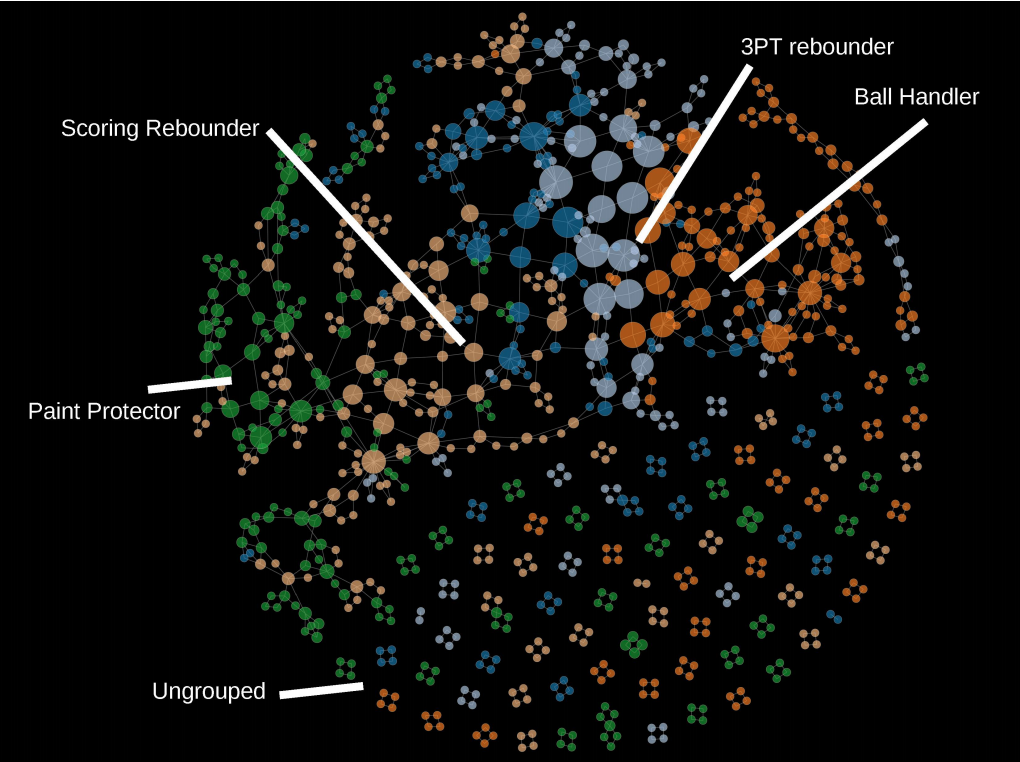 3PT rebounder
Ball Handler
Scoring Rebounder
Paint Protector
Ungrouped